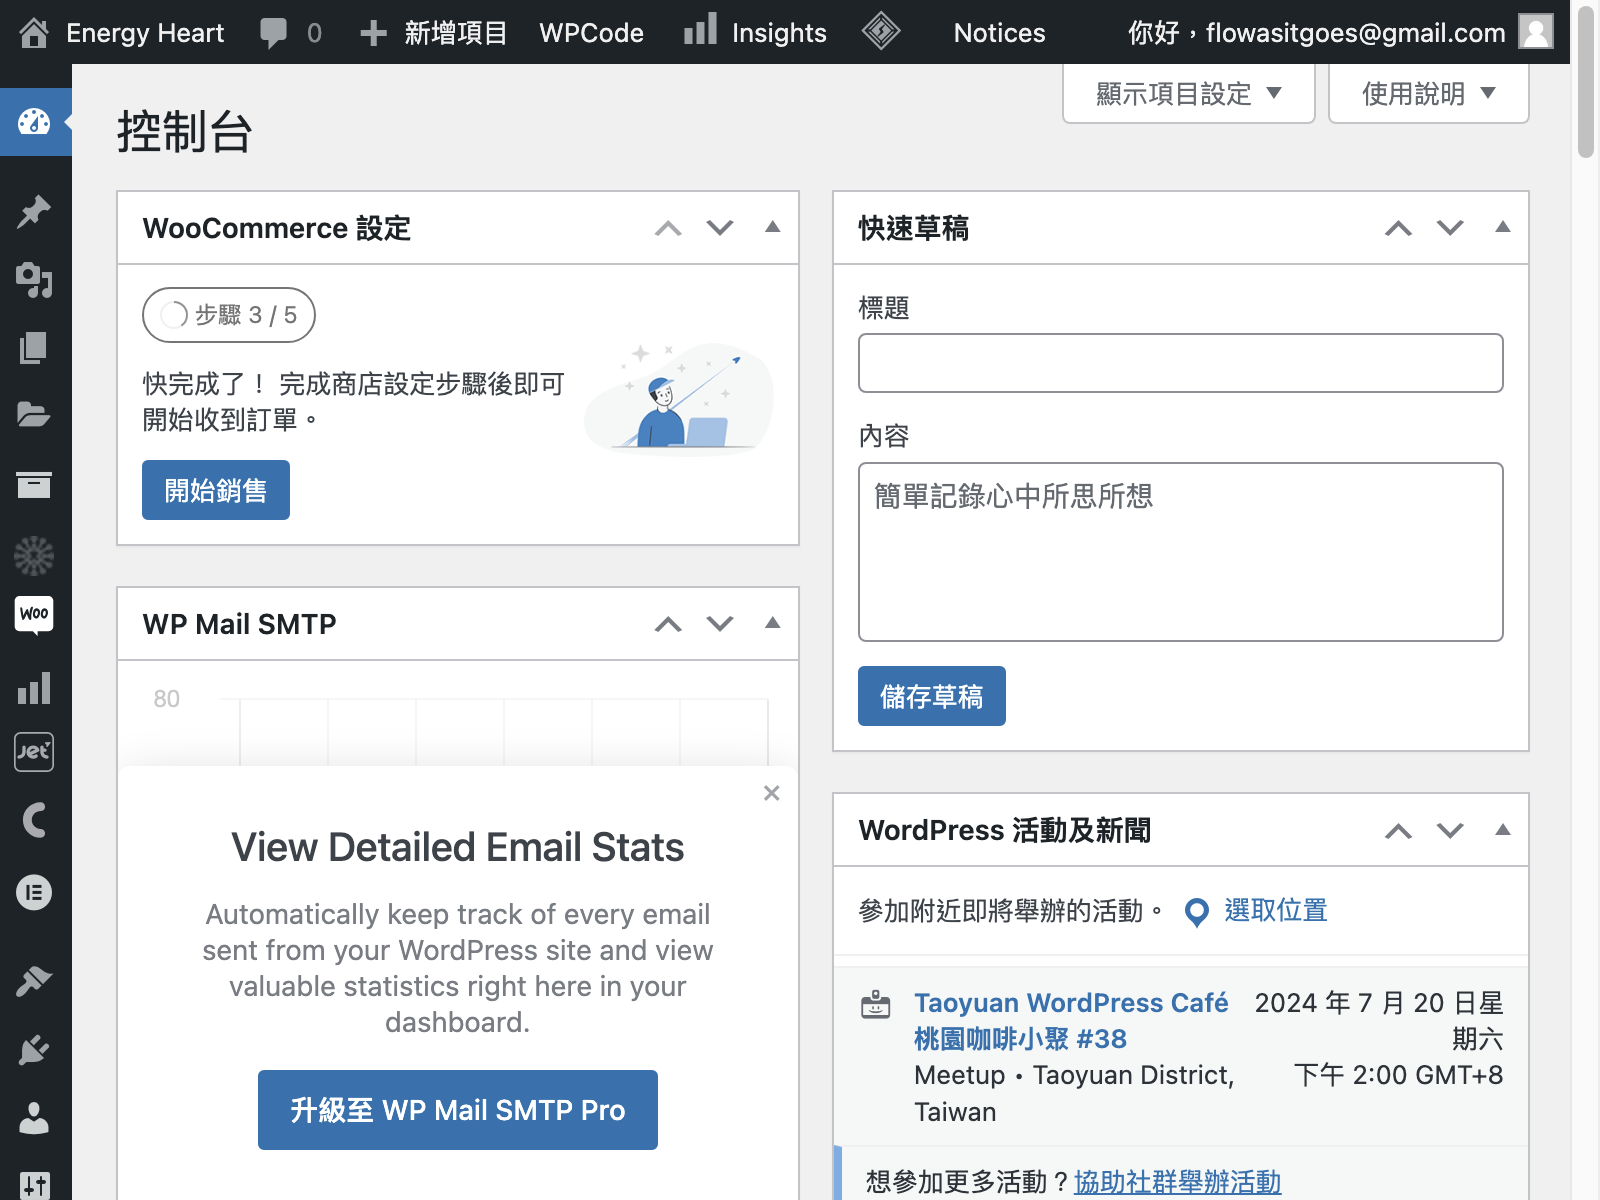 Energy Heart
0
新增項目
WPCode
Insights
Notices
你好，flowasitgoes@gmail.com
顯示項目設定
使用說明
控制台
WooCommerce 設定
步驟 3 / 5
快完成了！ 完成商店設定步驟後即可
開始收到訂單。
開始銷售
WP Mail SMTP
80
View Detailed Email Stats
Automatically keep track of every email
sent from your WordPress site and view
valuable statistics right here in your
dashboard.
升級至 WP Mail SMTP Pro
快速草稿
標題
內容
簡單記錄心中所思所想
儲存草稿
WordPress 活動及新聞
參加附近即將舉辦的活動。 選取位置
Taoyuan WordPress Café
桃園咖啡小聚 #38
Meetup • Taoyuan District,
Taiwan
2024 年 7 月 20 日星
期六
下午 2:00 GMT+8
想參加更多活動？協助社群舉辦活動
Woo
Jet